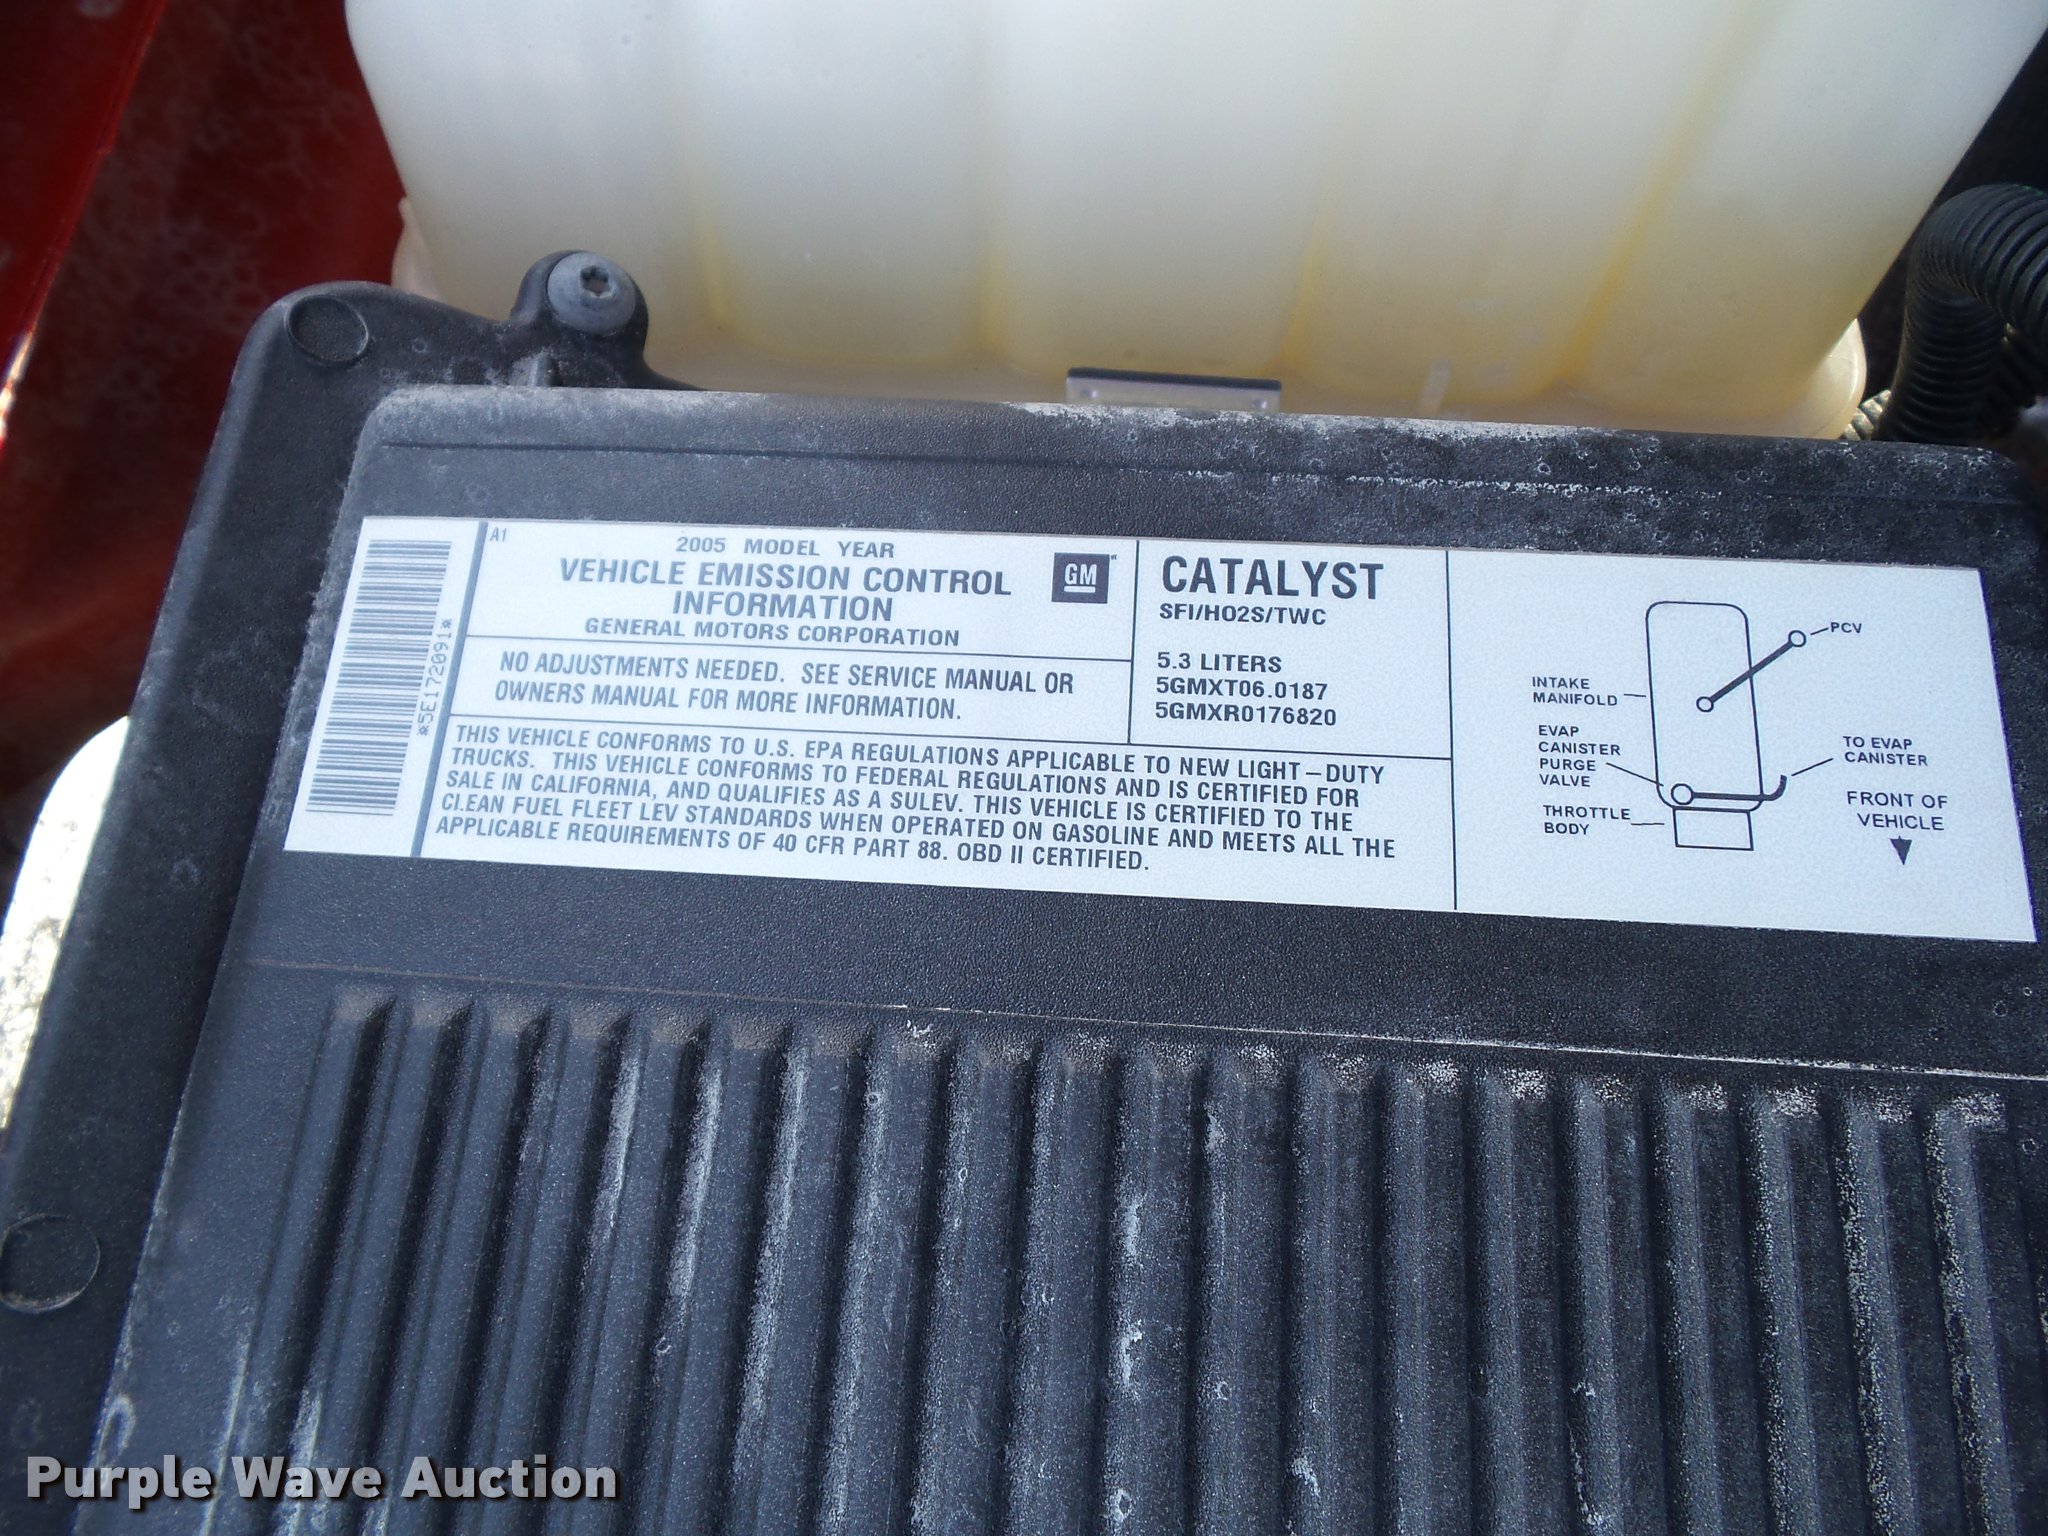 A1
2005 MODEL YEAR
VEHICLE EMISSION CONTROL
INFORMATION
GENERAL MOTORS CORPORATION
GM
NO ADJUSTMENTS NEEDED. SEE SERVICE MANUAL OR
OWNERS MANUAL FOR MORE INFORMATION.
CATALYST
SFI/HO2S/TWC
5.3 LITERS
5GMXT06.0187
5GMXR0176820
THIS VEHICLE CONFORMS TO U.S. EPA REGULATIONS APPLICABLE TO NEW LIGHT-DUTY
TRUCKS. THIS VEHICLE CONFORMS TO FEDERAL REGULATIONS AND IS CERTIFIED FOR
SALE IN CALIFORNIA, AND QUALIFIES AS A SULEV. THIS VEHICLE IS CERTIFIED TO THE
CLEAN FUEL FLEET LEV STANDARDS WHEN OPERATED ON GASOLINE AND MEETS ALL THE
APPLICABLE REQUIREMENTS OF 40 CFR PART 88. OBD II CERTIFIED.
*5E172091*
PCV
INTAKE
MANIFOLD
EVAP
CANISTER
PURGE
VALVE
THROTTLE
BODY
TO EVAP
CANISTER
FRONT OF
VEHICLE
Purple Wave Auction